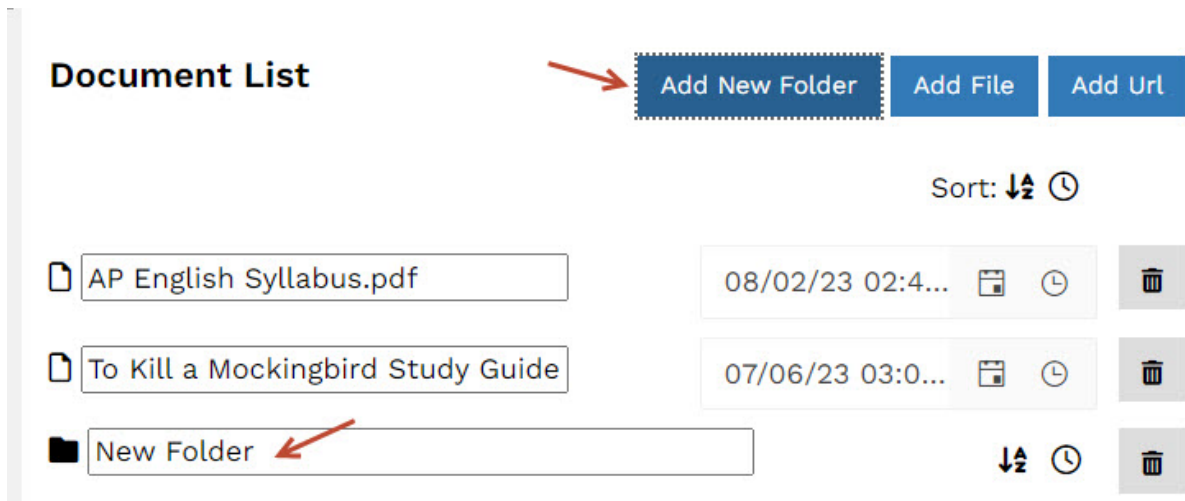 Document List
Add New Folder
Add File
Add Url
Sort:
AP English Syllabus.pdf
08/02/23 02:4...
To Kill a Mockingbird Study Guide
07/06/23 03:0...
New Folder